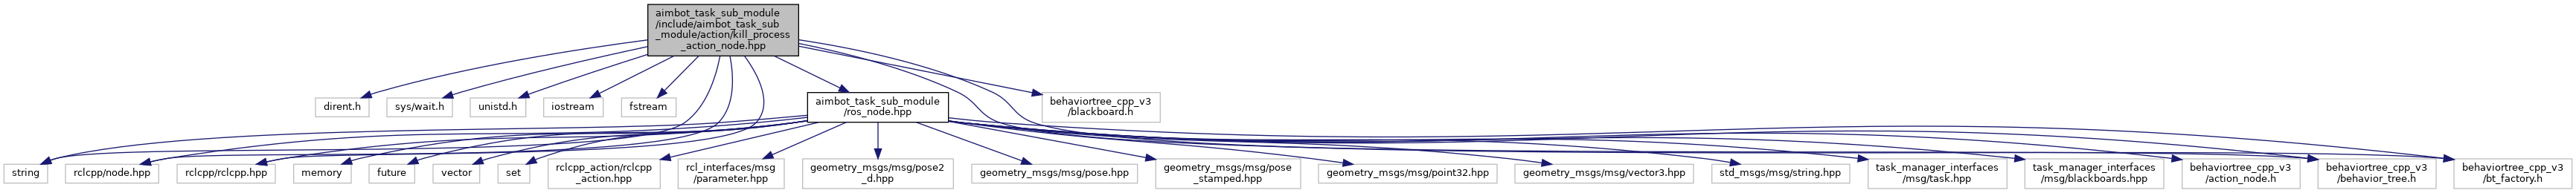 aimbot_task_sub_module
/include/aimbot_task_sub
_module/action/kill_process
_action_node.hpp
dirent.h
sys/wait.h
unistd.h
iostream
fstream
aimbot_task_sub_module
/ros_node.hpp
behaviortree_cpp_v3
/blackboard.h
string
rclcpp/node.hpp
rclcpp/rclcpp.hpp
memory
future
vector
set
rclcpp_action/rclcpp
_action.hpp
rcl_interfaces/msg
/parameter.hpp
geometry_msgs/msg/pose2
_d.hpp
geometry_msgs/msg/pose.hpp
geometry_msgs/msg/pose
_stamped.hpp
geometry_msgs/msg/point32.hpp
geometry_msgs/msg/vector3.hpp
std_msgs/msg/string.hpp
task_manager_interfaces
/msg/task.hpp
task_manager_interfaces
/msg/blackboards.hpp
behaviortree_cpp_v3
/action_node.h
behaviortree_cpp_v3
/behavior_tree.h
behaviortree_cpp_v3
/bt_factory.h